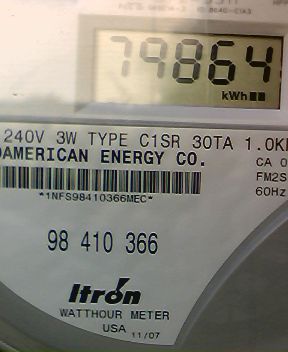 79864
kWh
240V 3W TYPE C1SR 30TA 1.0K
AMERICAN ENERGY CO.
CA 0
FM2S
60Hz
*1NFS98410366MEC*
98 410 366
Itron
WATTHOUR METER
USA 11/07